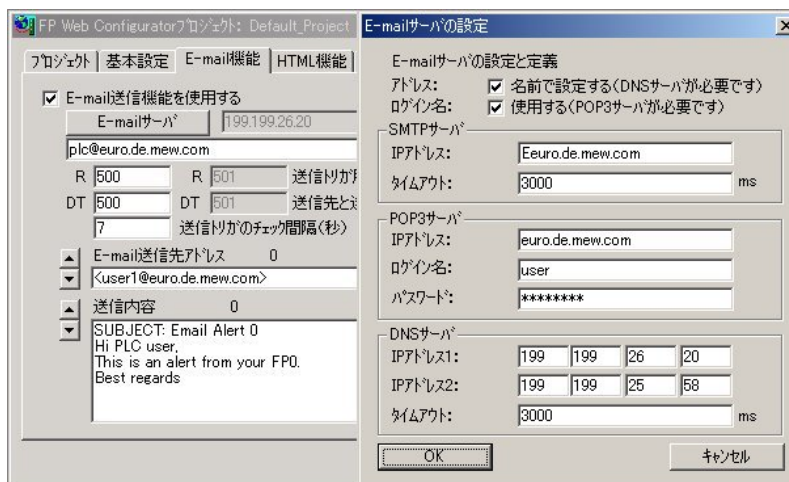 FP Web Configuratorプロジェクト: Default_Project
プロジェクト
基本設定
E-mail機能
HTML機能
E-mail送信機能を使用する
E-mailサーバ
199.199.26.20
plc@euro.de.mew.com
R 500 R 501 送信トリガ
DT 500 DT 501 送信先と
7 送信トリガのチェック間隔(秒)
E-mail送信先アドレス 0
<user1@euro.de.mew.com>
送信内容 0
SUBJECT: Email Alert 0
Hi PLC user,
This is an alert from your FP0.
Best regards
E-mailサーバの設定
E-mailサーバの設定と定義
アドレス: 名前で設定する(DNSサーバが必要です)
ログイン名: 使用する(POP3サーバが必要です)
SMTPサーバ
IPアドレス: Eeuro.de.mew.com
タイムアウト: 3000 ms
POP3サーバ
IPアドレス: euro.de.mew.com
ログイン名: user
パスワード: ********
DNSサーバ
IPアドレス1: 199 199 26 20
IPアドレス2: 199 199 25 58
タイムアウト: 3000 ms
OK
キャンセル